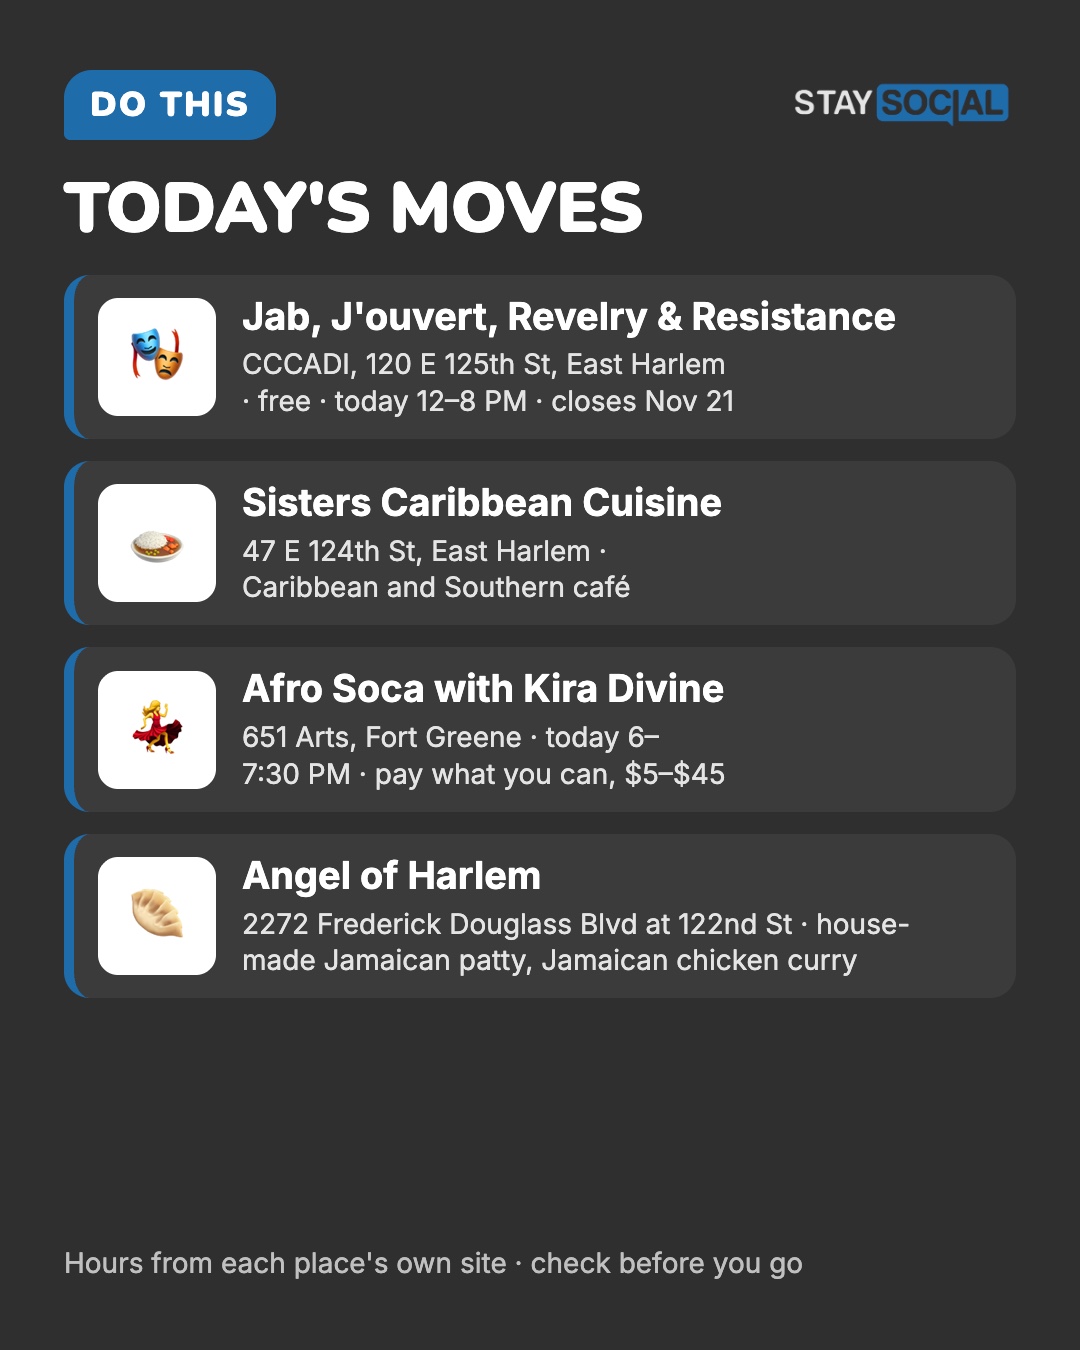 DO THIS
STAY SOCIAL
TODAY'S MOVES
Jab, J'ouvert, Revelry & Resistance
CCCADI, 120 E 125th St, East Harlem
· free · today 12–8 PM · closes Nov 21
Sisters Caribbean Cuisine
47 E 124th St, East Harlem ·
Caribbean and Southern café
Afro Soca with Kira Divine
651 Arts, Fort Greene · today 6–
7:30 PM · pay what you can, $5–$45
Angel of Harlem
2272 Frederick Douglass Blvd at 122nd St · house-
made Jamaican patty, Jamaican chicken curry
Hours from each place's own site · check before you go